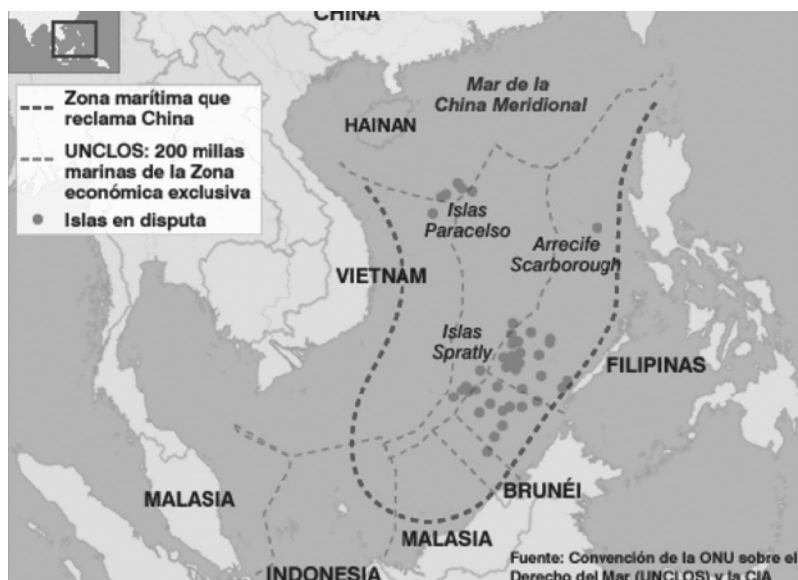 CHINA
Zona marítima que
reclama China
UNCLOS: 200 millas
marinas de la Zona
económica exclusiva
Islas en disputa
Mar de la
China Meridional
HAINAN
Islas
Paracelso
Arrecife
Scarborough
VIETNAM
Islas
Spratly
FILIPINAS
MALASIA
BRUNÉI
MALASIA
INDONESIA
Fuente: Convención de la ONU sobre el
Derecho del Mar (UNCLOS) y la CIA